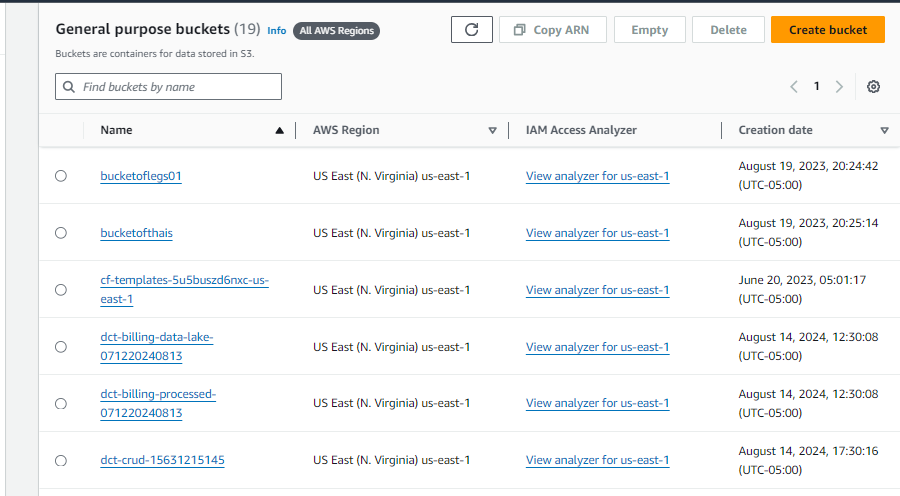 General purpose buckets (19) Info All AWS Regions
Copy ARN Empty Delete Create bucket
Buckets are containers for data stored in S3.
Find buckets by name
1
Name AWS Region IAM Access Analyzer Creation date
bucketoflegs01 US East (N. Virginia) us-east-1 View analyzer for us-east-1 August 19, 2023, 20:24:42
(UTC-05:00)
bucketofthais US East (N. Virginia) us-east-1 View analyzer for us-east-1 August 19, 2023, 20:25:14
(UTC-05:00)
cf-templates-5u5buszd6nxc-us-
east-1 US East (N. Virginia) us-east-1 View analyzer for us-east-1 June 20, 2023, 05:01:17
(UTC-05:00)
dct-billing-data-lake-
071220240813 US East (N. Virginia) us-east-1 View analyzer for us-east-1 August 14, 2024, 12:30:08
(UTC-05:00)
dct-billing-processed-
071220240813 US East (N. Virginia) us-east-1 View analyzer for us-east-1 August 14, 2024, 12:30:08
(UTC-05:00)
dct-crud-15631215145 US East (N. Virginia) us-east-1 View analyzer for us-east-1 August 14, 2024, 17:30:16
(UTC-05:00)